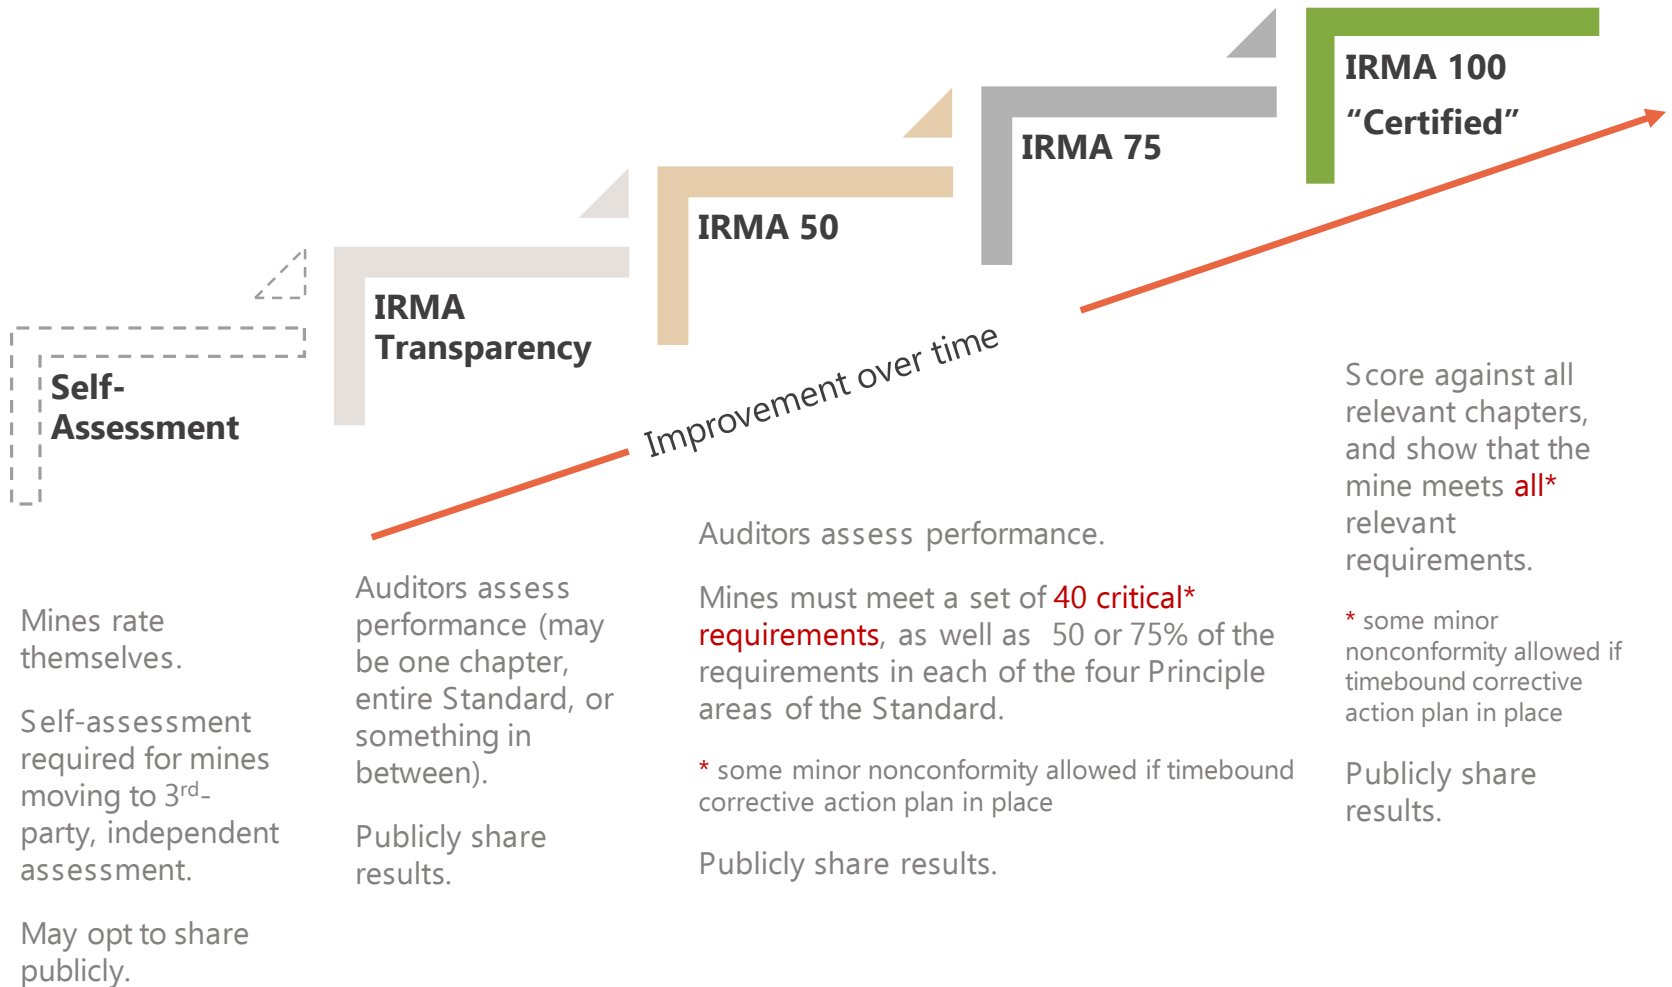 Self-
Assessment
Mines rate
themselves.
Self-assessment
required for mines
moving to 3rd-
party, independent
assessment.
May opt to share
publicly.
IRMA
Transparency
Auditors assess
performance (may
be one chapter,
entire Standard, or
something in
between).
Publicly share
results.
IRMA 50
IRMA 75
Improvement over time
Auditors assess performance.
Mines must meet a set of 40 critical*
requirements, as well as 50 or 75% of the
requirements in each of the four Principle
areas of the Standard.
* some minor nonconformity allowed if timebound
corrective action plan in place
Publicly share results.
IRMA 100
“Certified”
Score against all
relevant chapters,
and show that the
mine meets all*
relevant
requirements.
* some minor
nonconformity allowed if
timebound corrective
action plan in place
Publicly share
results.